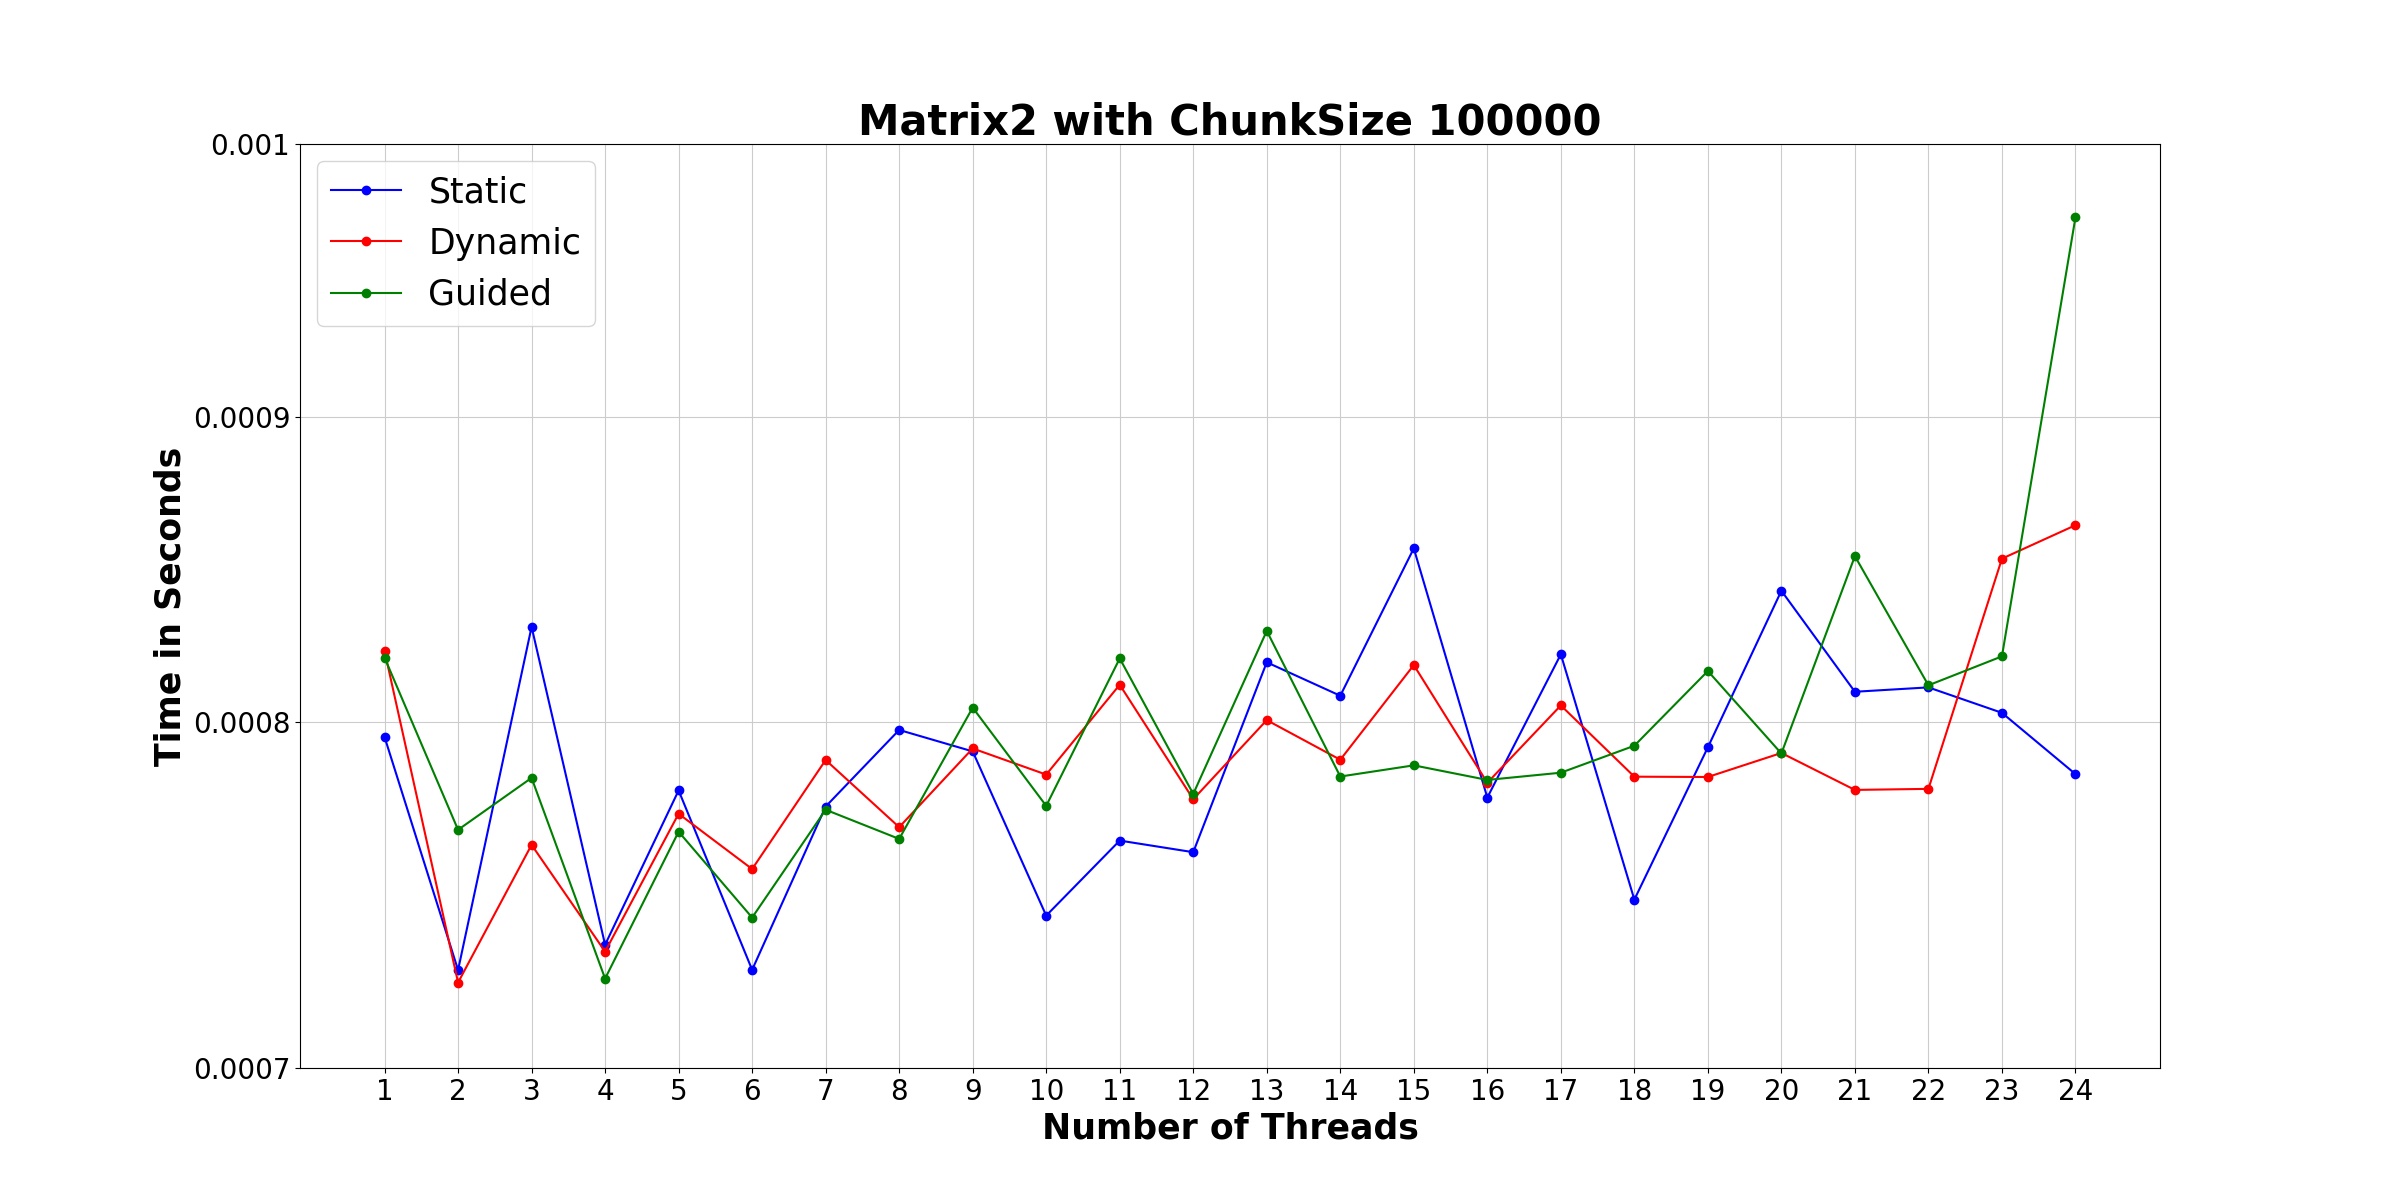 Matrix2 with ChunkSize 100000
0.001
0.0009
0.0008
0.0007
Time in Seconds
Static
Dynamic
Guided
1 2 3 4 5 6 7 8 9 10 11 12 13 14 15 16 17 18 19 20 21 22 23 24
Number of Threads